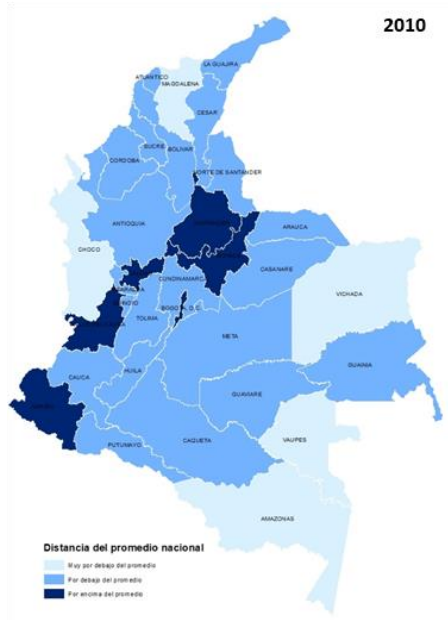 2010
LA GUAJIRA
ATLANTICO
MAGDALENA
CESAR
SUCRE
BOLIVAR
CORDOBA
NORTE DE SANTANDER
ANTIOQUIA
ARAUCA
CHOCO
CUNDINAMARCA
CASANARE
VICHADA
BOGOTA, D.C.
TOLIMA
META
GUAINIA
CAUCA
HUILA
GUAVIARE
VAUPES
PUTUMAYO
CAQUETA
AMAZONAS
Distancia del promedio nacional
Muy por debajo del promedio
Por debajo del promedio
Por encima del promedio